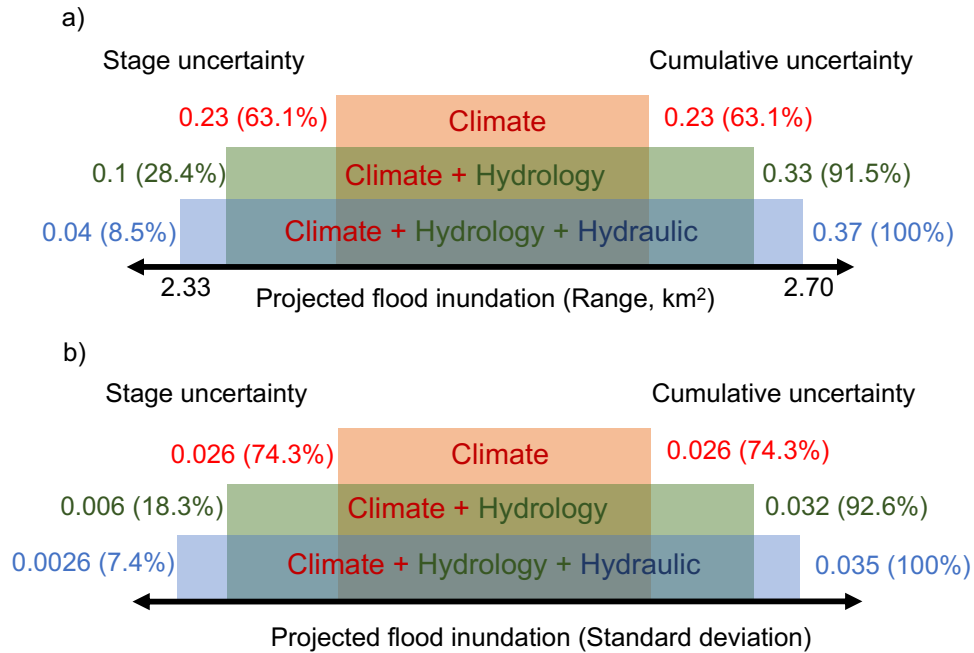 a)
Stage uncertainty
Cumulative uncertainty
0.23 (63.1%)
Climate
0.23 (63.1%)
0.1 (28.4%)
Climate + Hydrology
0.33 (91.5%)
0.04 (8.5%)
Climate + Hydrology + Hydraulic
0.37 (100%)
2.33
Projected flood inundation (Range, km²)
2.70
b)
Stage uncertainty
Cumulative uncertainty
0.026 (74.3%)
Climate
0.026 (74.3%)
0.006 (18.3%)
Climate + Hydrology
0.032 (92.6%)
0.0026 (7.4%)
Climate + Hydrology + Hydraulic
0.035 (100%)
Projected flood inundation (Standard deviation)